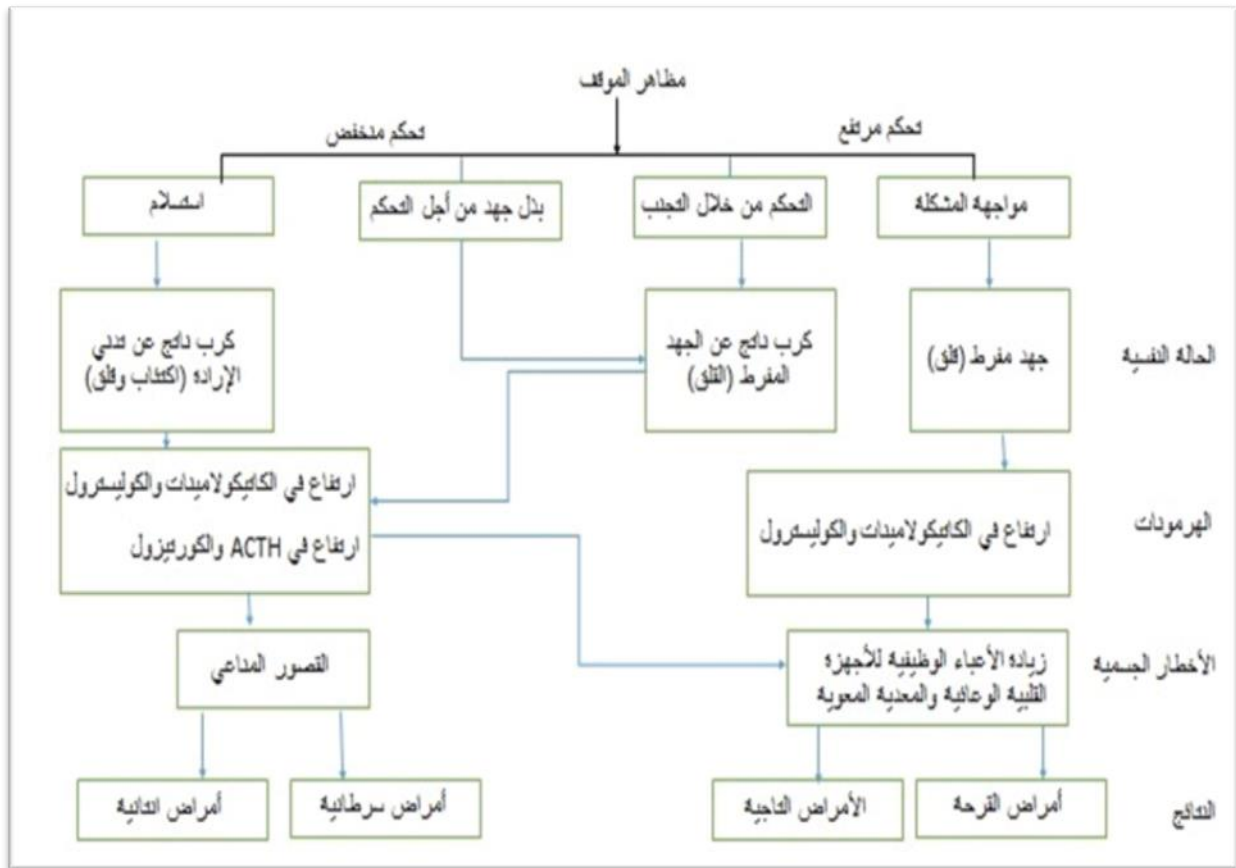 مظاهر الموقف
تحكم مرتفع
تحكم منخفض
مواجهة المشكلة
التحكم من خلال التجنب
بذل جهد من أجل التحكم
استسلام
الحالة النفسية
جهد مفرط (قلق)
كرب ناتج عن الجهد
المفرط (القلق)
كرب ناتج عن تدني
الإرادة (اكتئاب وقلق)
الهرمونات
ارتفاع في الكاتيكولامينات والكوليسترول
ارتفاع في الكاتيكولامينات والكوليسترول
ارتفاع في ACTH والكورتيزول
الأخطار الجسمية
زيادة الأعباء الوظيفية للأجهزة
القلبية الوعائية والمعدية المعوية
القصور المناعي
النتائج
أمراض القرحة
الأمراض التاجية
أمراض سرطانية
أمراض انتانية